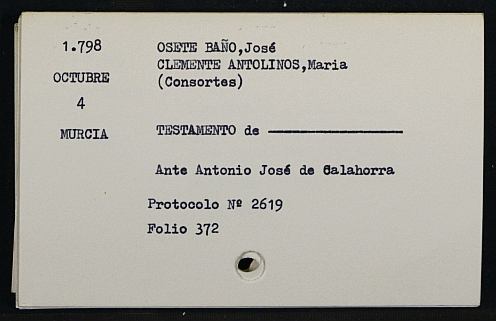 1.798 OSETE BAÑO,José
CLEMENTE ANTOLINOS,Maria
OCTUBRE (Consortes)
4
MURCIA TESTAMENTO de
Ante Antonio José de Calahorra
Protocolo Nº 2619
Folio 372